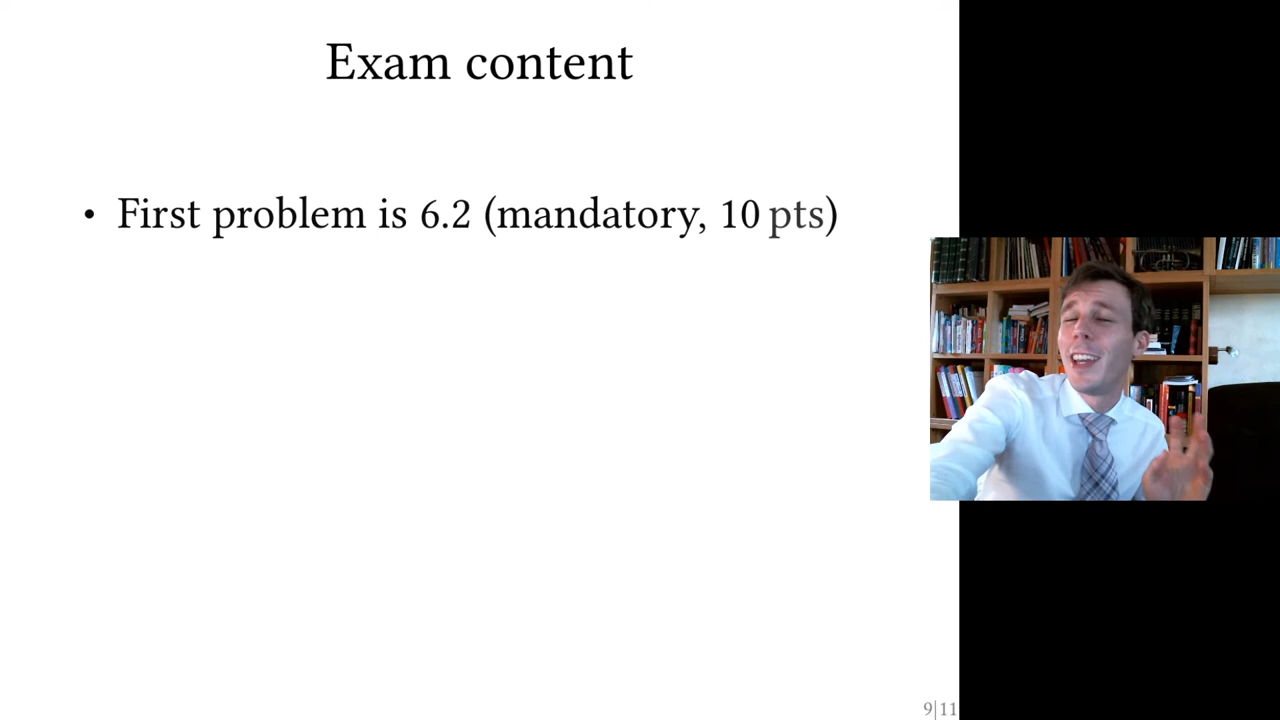 Exam content
• First problem is 6.2 (mandatory, 10 pts)
9|11